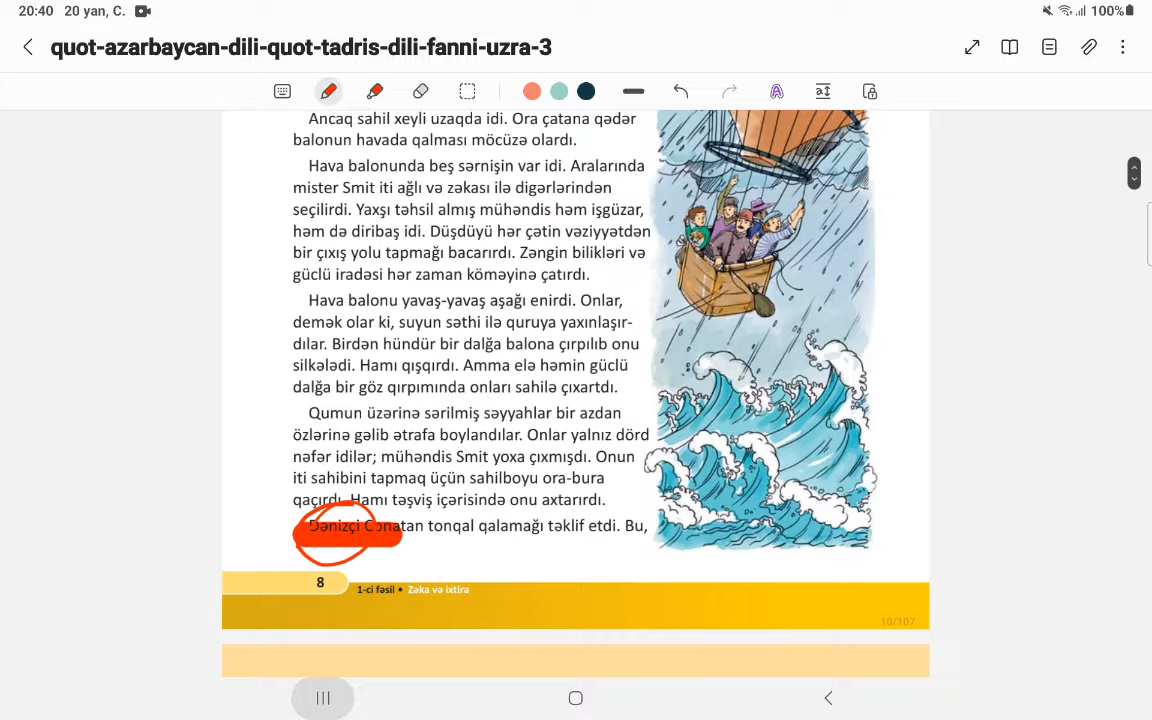 20:40 20 yan, C. 100%
quot-azarbaycan-dili-quot-tadris-dili-fanni-uzra-3
Ancaq sahil xeyli uzaqda idi. Ora çatana qədər
balonun havada qalması möcüzə olardı.
Hava balonunda beş sərnişin var idi. Aralarında
mister Smit iti ağlı və zəkası ilə digərlərindən
seçilirdi. Yaxşı təhsil almış mühəndis həm işgüzar,
həm də diribaş idi. Düşdüyü hər çətin vəziyyətdən
bir çıxış yolu tapmağı bacarırdı. Zəngin bilikləri və
güclü iradəsi hər zaman köməyinə çatırdı.
Hava balonu yavaş-yavaş aşağı enirdi. Onlar,
demək olar ki, suyun səthi ilə quruya yaxınlaşır-
dılar. Birdən hündür bir dalğa balona çırpılıb onu
silkələdi. Hamı qışqırdı. Amma elə həmin güclü
dalğa bir göz qırpımında onları sahilə çıxartdı.
Qumun üzərinə sərilmiş səyyahlar bir azdan
özlərinə gəlib ətrafa boylandılar. Onlar yalnız dörd
nəfər idilər; mühəndis Smit yoxa çıxmışdı. Onun
iti sahibini tapmaq üçün sahilboyu ora-bura
qaçırdı. Hamı təşviş içərisində onu axtarırdı.
Dənizçi Conatan tonqal qalamağı təklif etdi. Bu,
8
1-ci fəsil • Zəka və ixtira
10/107